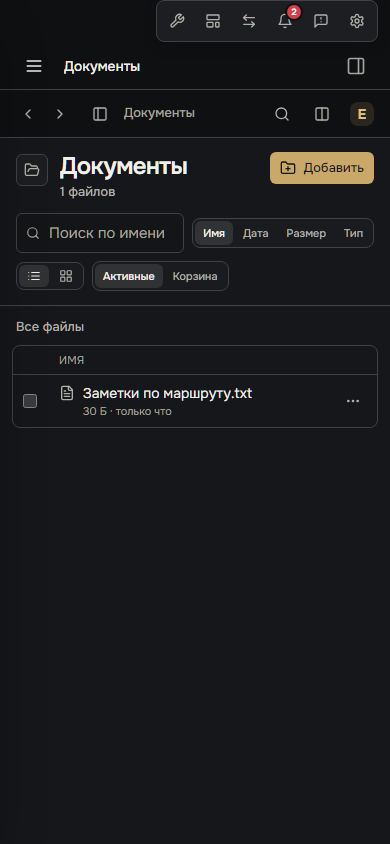 2
Документы
Документы
E
Документы
1 файлов
Добавить
Поиск по имени
Имя Дата Размер Тип
Активные Корзина
Все файлы
ИМЯ
Заметки по маршруту.txt
30 Б · только что